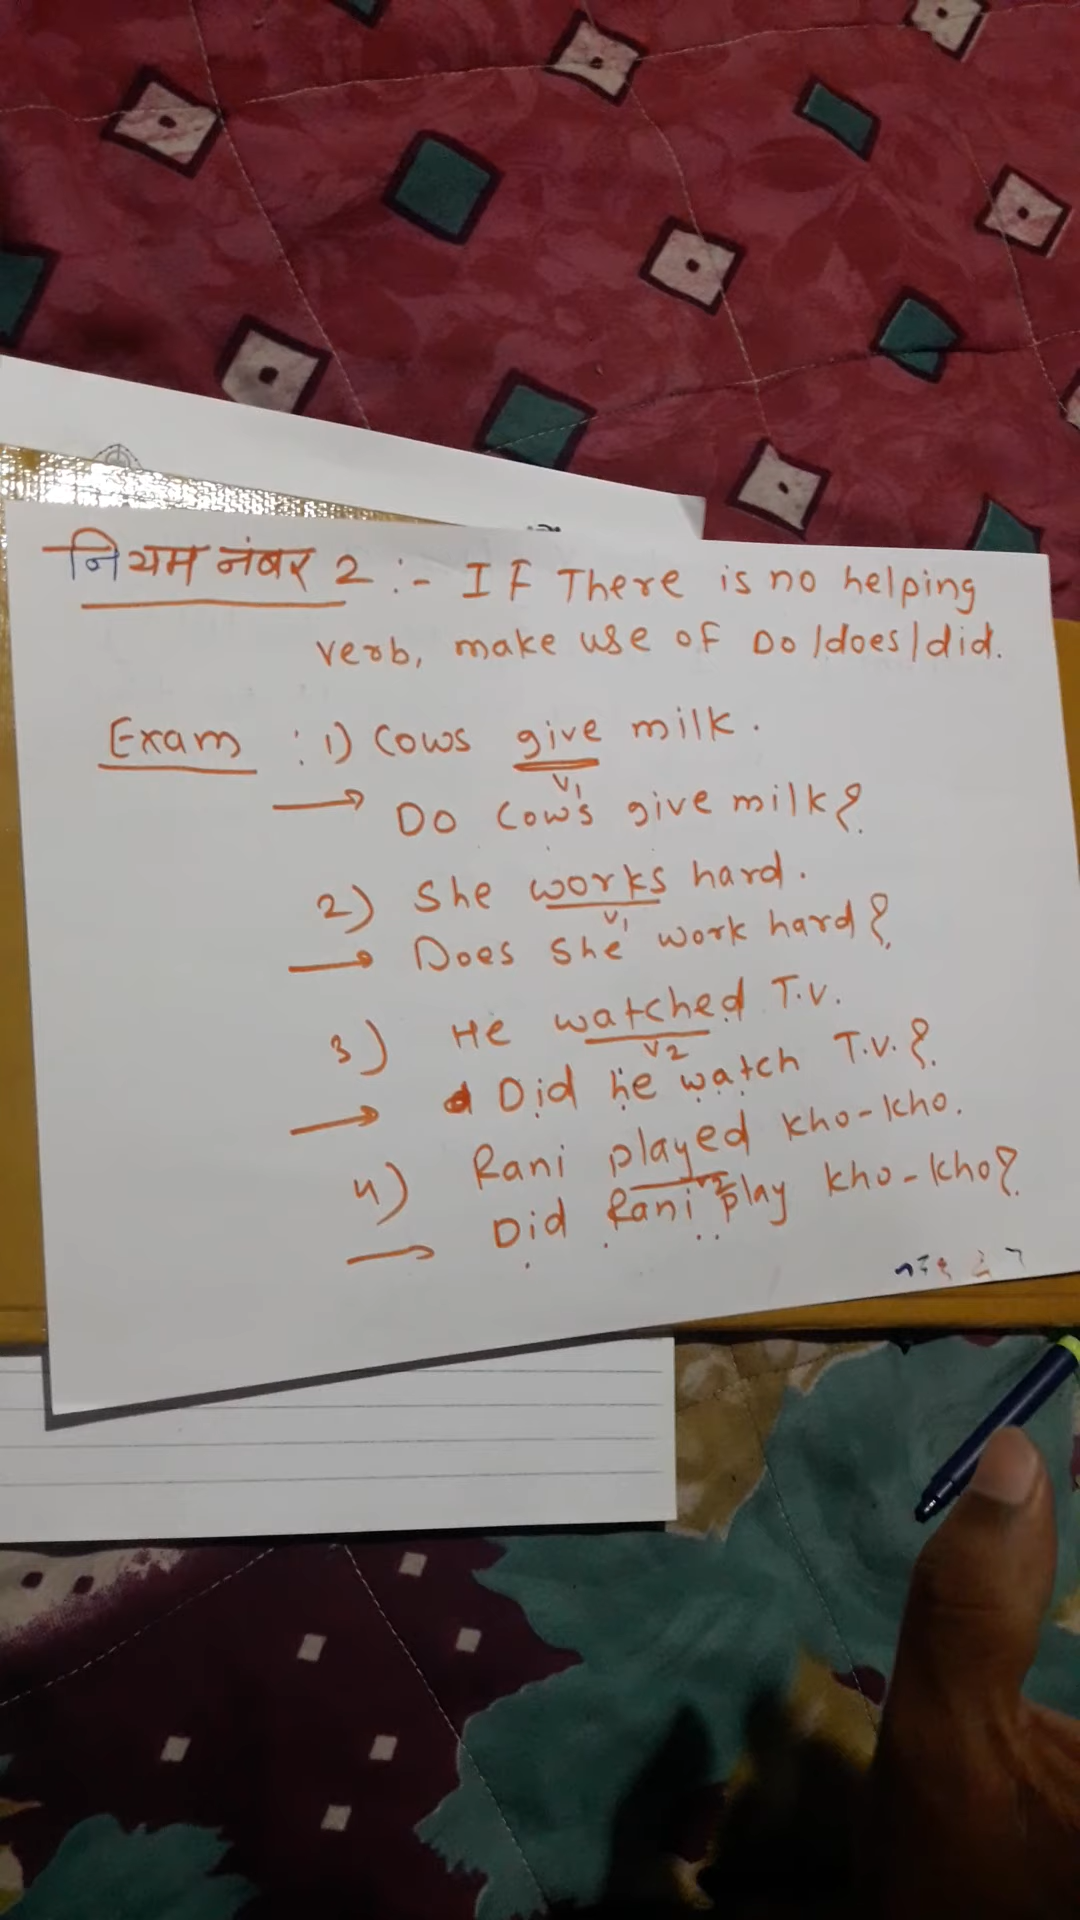 नियम नंबर 2 :- IF There is no helping
verb, make use of Do/does/did.
Exam : 1) Cows give milk.
V1
→ Do Cows give milk?
2) She works hard.
V1
→ Does She work hard?
3) He watched T.V.
V2
→ Did he watch T.V.?
4) Rani played kho-kho.
V2
→ Did Rani play kho-kho?